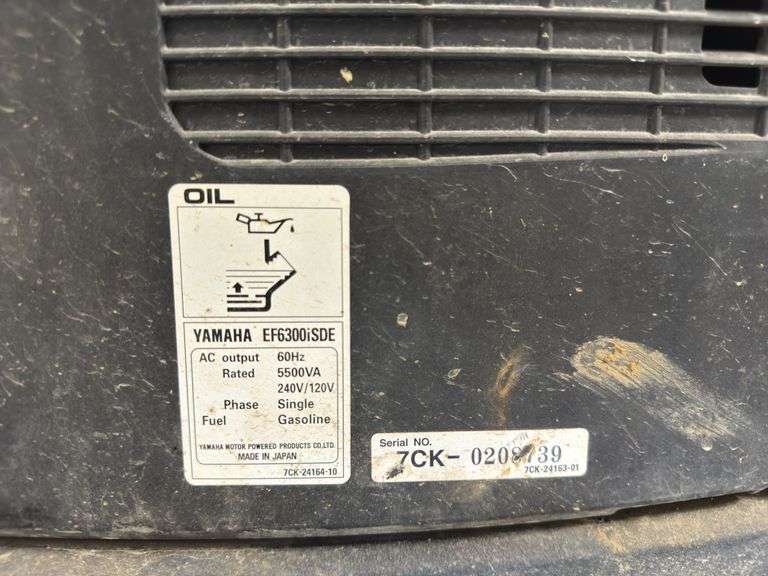 OIL
YAMAHA EF6300iSDE
AC output 60Hz
Rated 5500VA
240V/120V
Phase Single
Fuel Gasoline
YAMAHA MOTOR POWERED PRODUCTS CO.,LTD.
MADE IN JAPAN
7CK-24164-10
Serial NO.
7CK- 0208739
7CK-24163-01